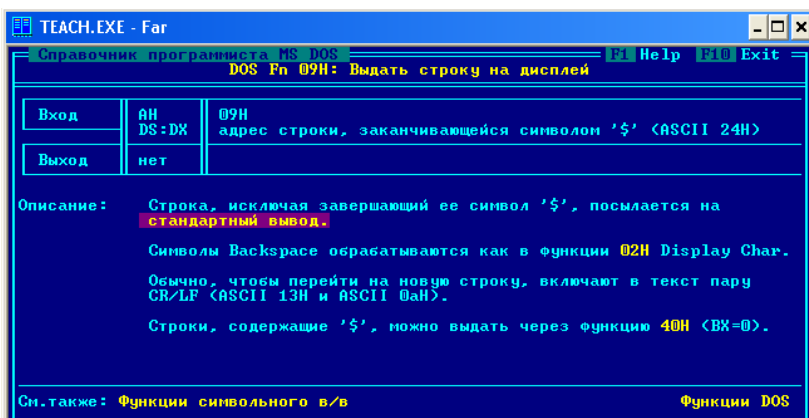 TEACH.EXE - Far
Справочник программиста MS DOS F1 Help F10 Exit
DOS Fn 09H: Выдать строку на дисплей
Вход AH 09H
DS:DX адрес строки, заканчивающейся символом '$' (ASCII 24H)
Выход нет
Описание: Строка, исключая завершающий ее символ '$', посылается на
стандартный вывод.
Символы Backspace обрабатываются как в функции 02H Display Char.
Обычно, чтобы перейти на новую строку, включают в текст пару
CR/LF (ASCII 13H и ASCII 0aH).
Строки, содержащие '$', можно выдать через функцию 40H (BX=0).
См.также: Функции символьного в/в Функции DOS